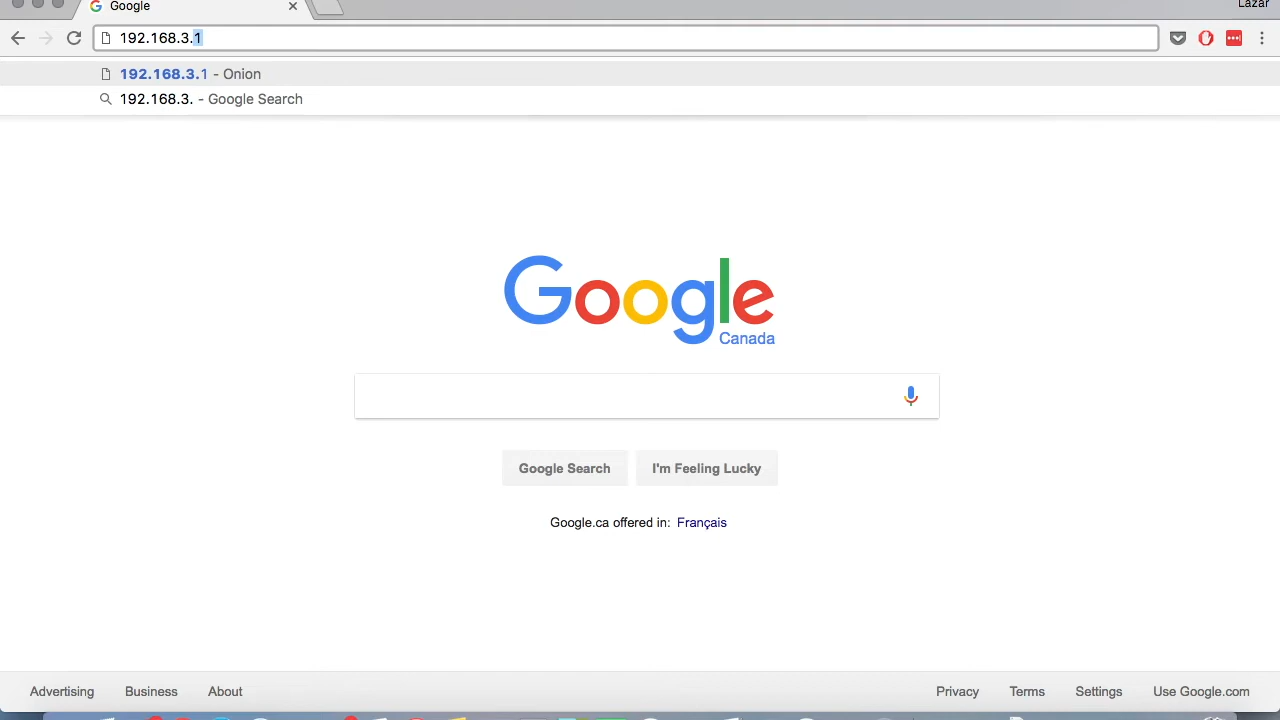 Google
Lazar
192.168.3.1
192.168.3.1 - Onion
192.168.3. - Google Search
Google
Canada
Google Search I'm Feeling Lucky
Google.ca offered in: Français
Advertising Business About Privacy Terms Settings Use Google.com